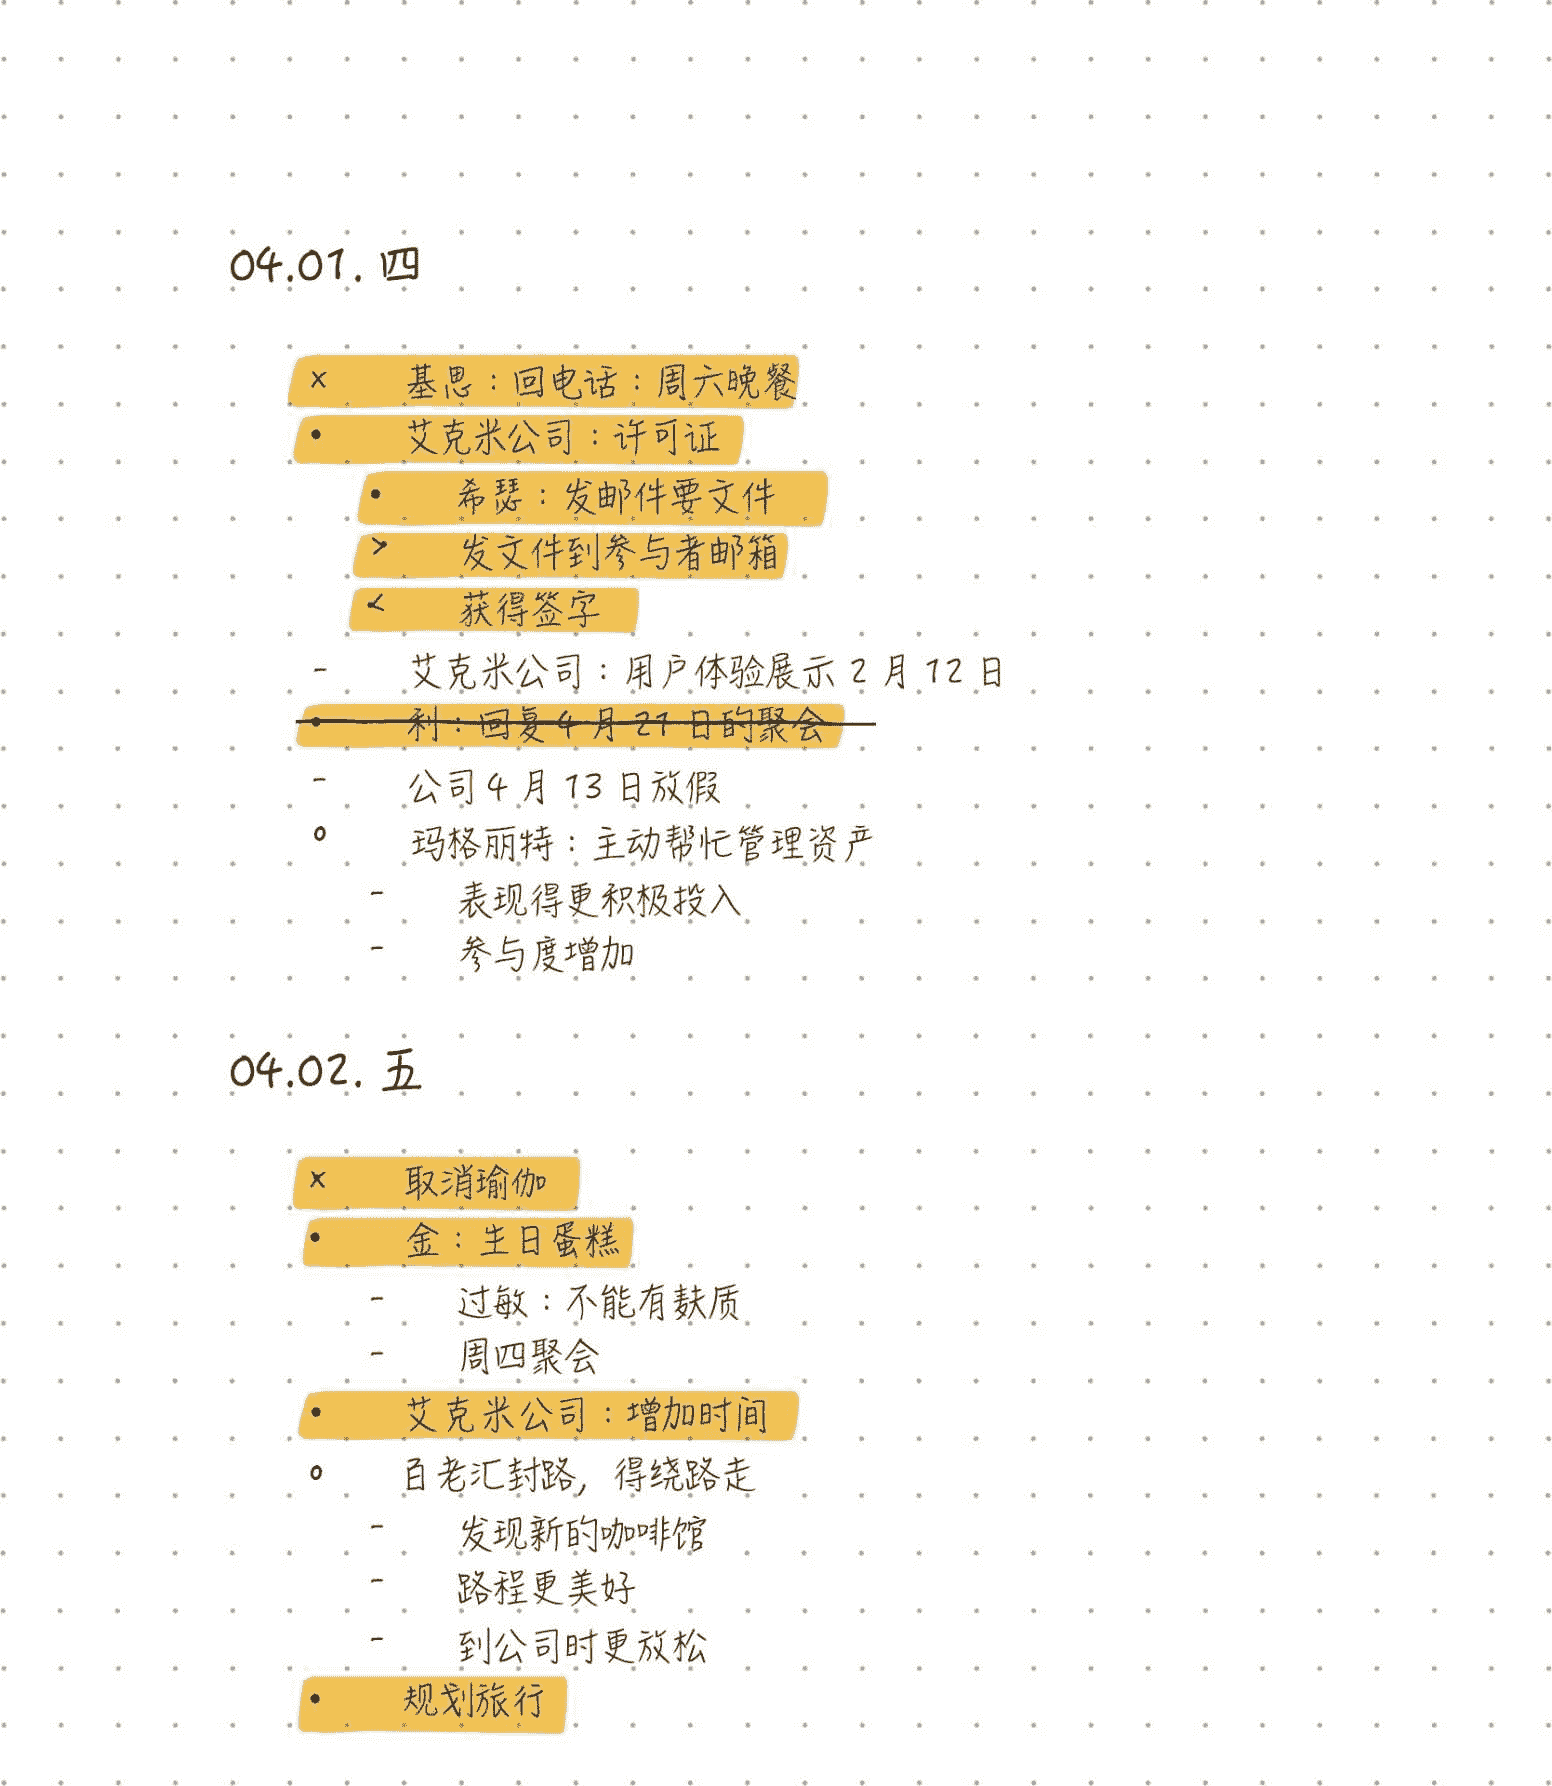 04.01. 四
× 基思：回电话：周六晚餐
• 艾克米公司：许可证
• 希瑟：发邮件要文件
> 发文件到参与者邮箱
< 获得签字
- 艾克米公司：用户体验展示 2 月 12 日
• 利：回复 4 月 21 日的聚会
- 公司 4 月 13 日放假
o 玛格丽特：主动帮忙管理资产
- 表现得更积极投入
- 参与度增加
04.02. 五
× 取消瑜伽
• 金：生日蛋糕
- 过敏：不能有麸质
- 周四聚会
• 艾克米公司：增加时间
o 百老汇封路，得绕路走
- 发现新的咖啡馆
- 路程更美好
- 到公司时更放松
• 规划旅行